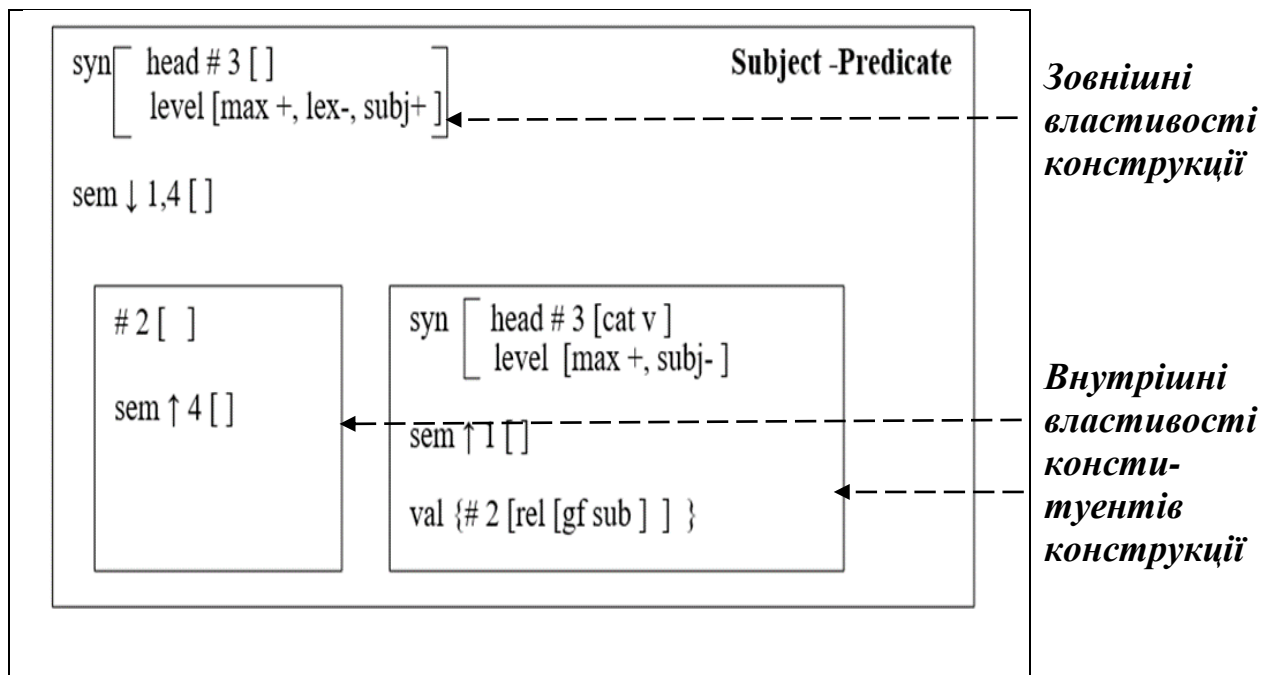 Subject -Predicate
syn head # 3 [ ]
level [max +, lex-, subj+ ]
sem ↓ 1,4 [ ]
# 2 [ ]
sem ↑ 4 [ ]
syn head # 3 [cat v ]
level [max +, subj- ]
sem ↑ 1 [ ]
val {# 2 [rel [gf sub ] ] }
Зовнішні
властивості
конструкції
Внутрішні
властивості
консти-
туентів
конструкції